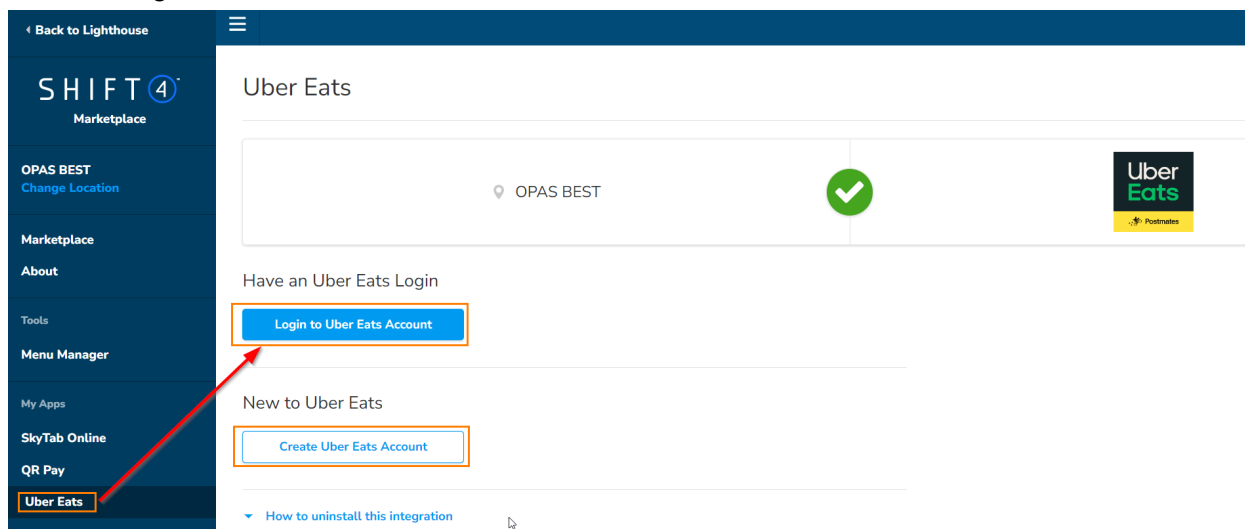 Back to Lighthouse
SHIFT4
Marketplace
OPAS BEST
Change Location
Marketplace
About
Tools
Menu Manager
My Apps
SkyTab Online
QR Pay
Uber Eats
Uber Eats
OPAS BEST
Uber
Eats
Postmates
Have an Uber Eats Login
Login to Uber Eats Account
New to Uber Eats
Create Uber Eats Account
How to uninstall this integration